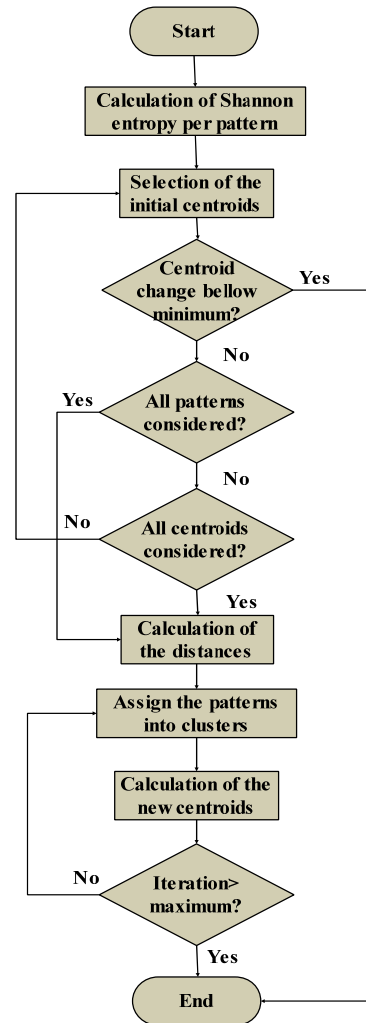 Start
Calculation of Shannon
entropy per pattern
Selection of the
initial centroids
Centroid
change bellow
minimum?
Yes
No
All patterns
considered?
Yes
No
All centroids
considered?
No
Yes
Calculation of
the distances
Assign the patterns
into clusters
Calculation of the
new centroids
Iteration>
maximum?
No
Yes
End